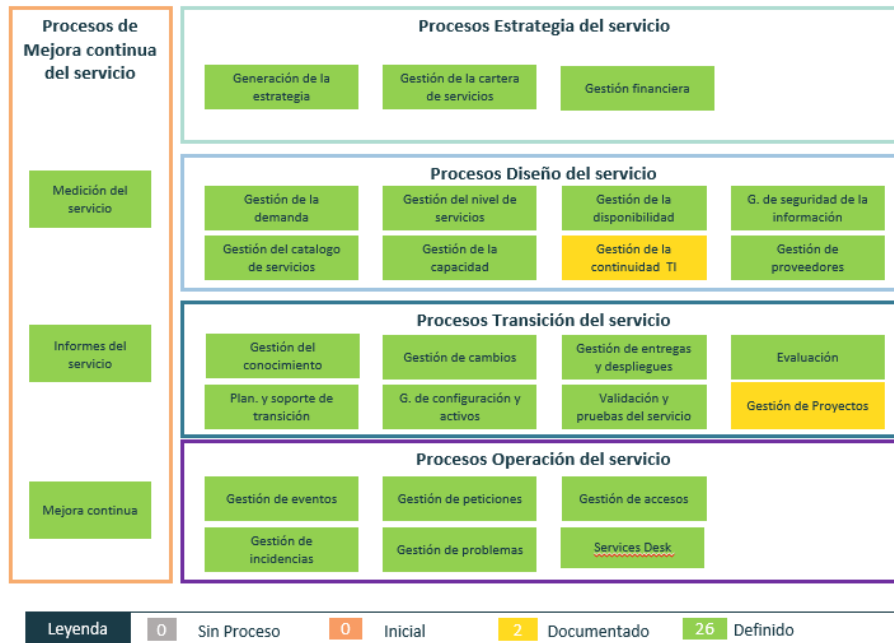 Procesos de
Mejora continua
del servicio
Medición del
servicio
Informes del
servicio
Mejora continua
Procesos Estrategia del servicio
Generación de la
estrategia
Gestión de la cartera
de servicios
Gestión financiera
Procesos Diseño del servicio
Gestión de la
demanda
Gestión del nivel de
servicios
Gestión de la
disponibilidad
G. de seguridad de la
información
Gestión del catalogo
de servicios
Gestión de la
capacidad
Gestión de la
continuidad TI
Gestión de
proveedores
Procesos Transición del servicio
Gestión del
conocimiento
Gestión de cambios
Gestión de entregas
y despliegues
Evaluación
Plan. y soporte de
transición
G. de configuración y
activos
Validación y
pruebas del servicio
Gestión de Proyectos
Procesos Operación del servicio
Gestión de eventos
Gestión de peticiones
Gestión de accesos
Gestión de
incidencias
Gestión de problemas
Services Desk
Leyenda
0 Sin Proceso
0 Inicial
2 Documentado
26 Definido